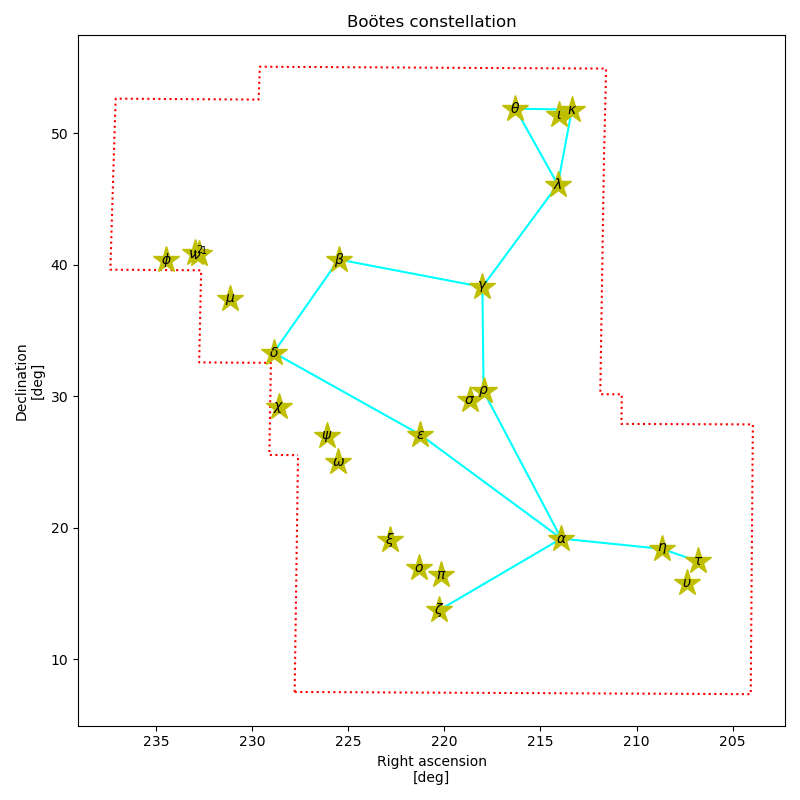 Boötes constellation
50
40
30
20
10
Declination
[deg]
θ
ι
κ
λ
ϕ
β
γ
μ
δ
ρ
σ
χ
ψ
ε
ω
ξ
ο
π
α
η
τ
υ
ζ
235
230
225
220
215
210
205
Right ascension
[deg]